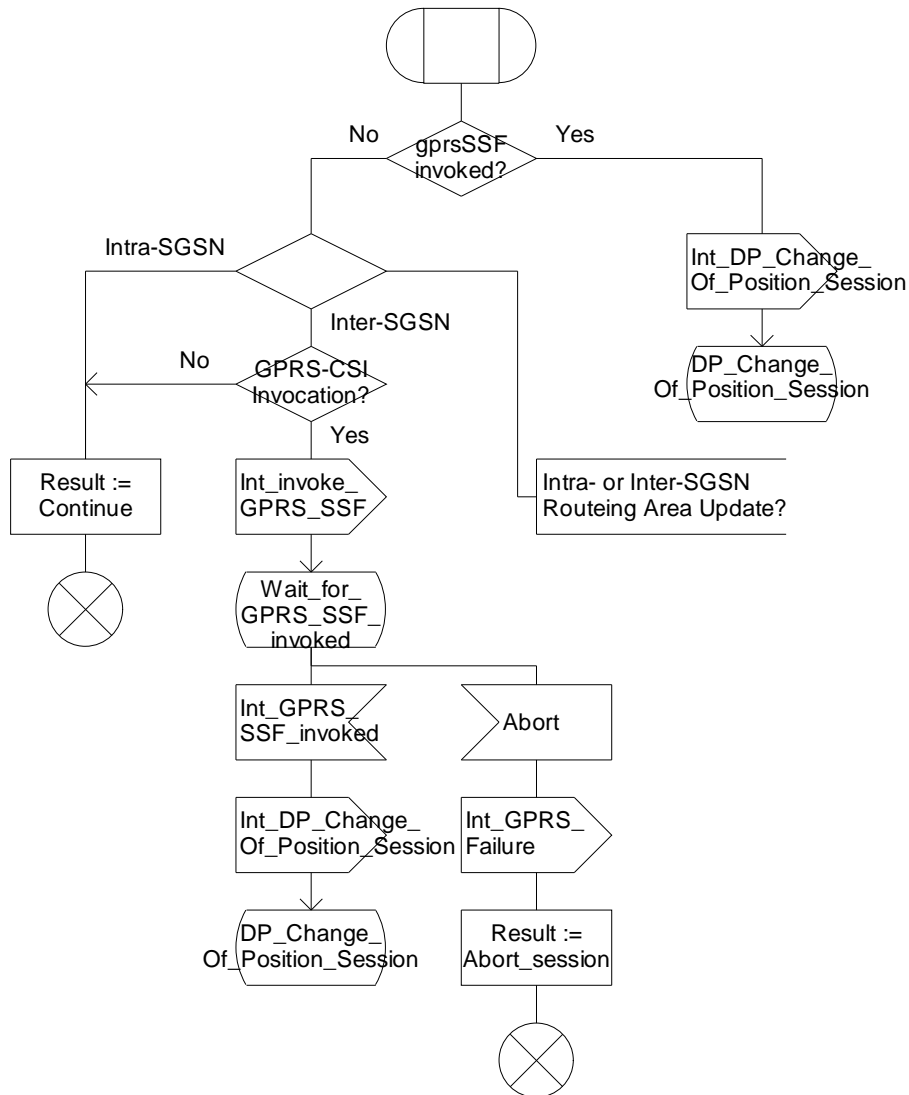 No
Yes
gprsSSF
invoked?
Intra-SGSN
Int_DP_Change_
Of_Position_Session
Inter-SGSN
No
GPRS-CSI
Invocation?
DP_Change_
Of_Position_Session
Yes
Result :=
Continue
Int_invoke_
GPRS_SSF
Intra- or Inter-SGSN
Routeing Area Update?
Wait_for_
GPRS_SSF_
invoked
Int_GPRS_
SSF_invoked
Abort
Int_DP_Change_
Of_Position_Session
Int_GPRS_
Failure
DP_Change_
Of_Position_Session
Result :=
Abort_session